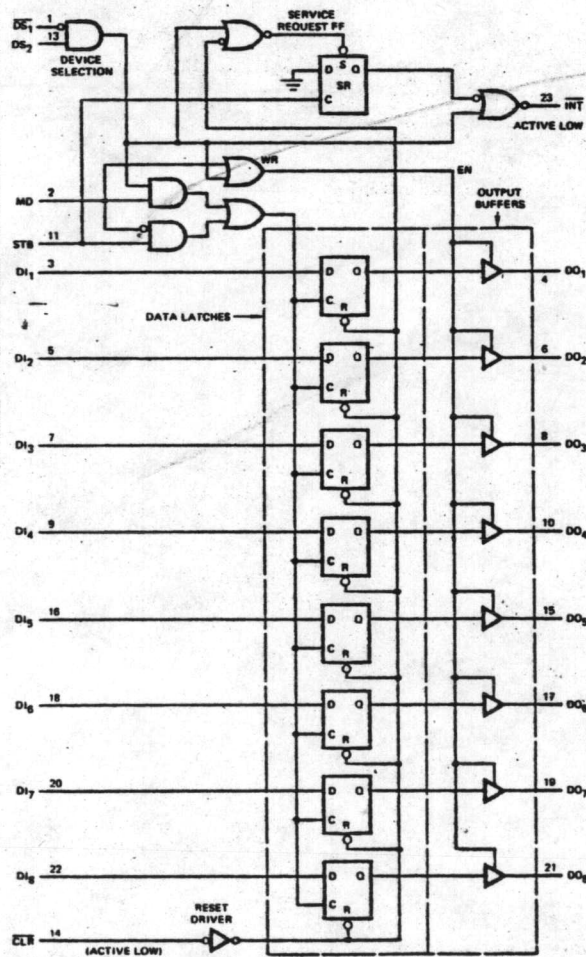 DS1 1
DS2 13
DEVICE SELECTION
SERVICE REQUEST FF
D S Q
SR
C
23 INT
ACTIVE LOW
WR
EN
OUTPUT BUFFERS
MD 2
STB 11
DI1 3
D Q
C R
4 DO1
DATA LATCHES
DI2 5
D Q
C R
6 DO2
DI3 7
D Q
C R
8 DO3
DI4 9
D Q
C R
10 DO4
DI5 16
D Q
C R
15 DO5
DI6 18
D Q
C R
17 DO6
DI7 20
D Q
C R
19 DO7
DI8 22
D Q
C R
21 DO8
RESET DRIVER
CLR 14
(ACTIVE LOW)